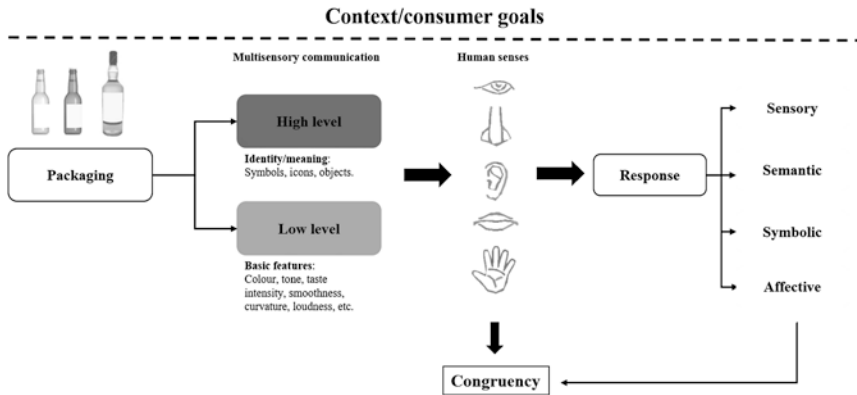 Context/consumer goals
Multisensory communication
Human senses
High level
Identity/meaning:
Symbols, icons, objects.
Packaging
Low level
Basic features:
Colour, tone, taste
intensity, smoothness,
curvature, loudness, etc.
Response
Sensory
Semantic
Symbolic
Affective
Congruency